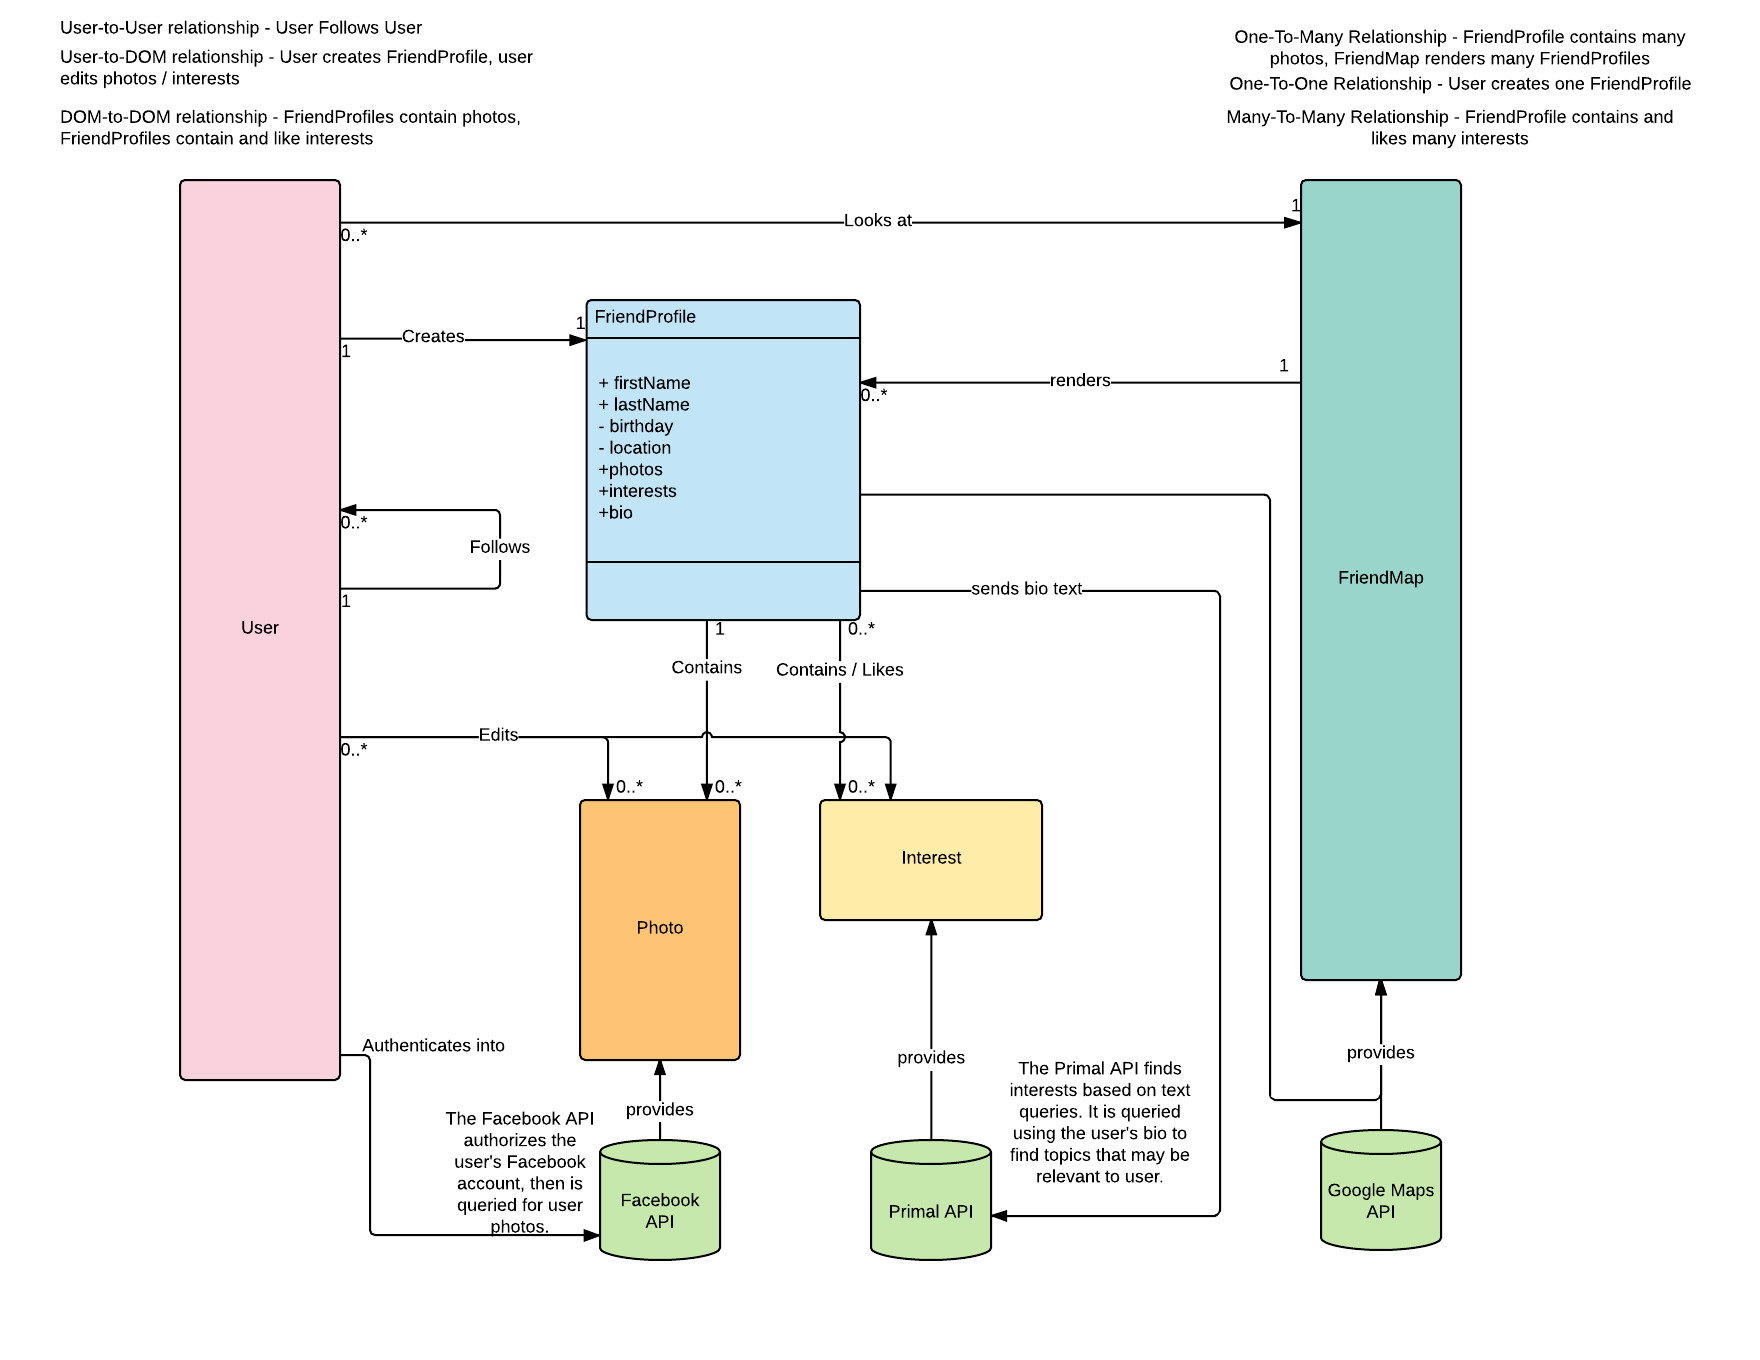 User-to-User relationship - User Follows User
User-to-DOM relationship - User creates FriendProfile, user
edits photos / interests
DOM-to-DOM relationship - FriendProfiles contain photos,
FriendProfiles contain and like interests
One-To-Many Relationship - FriendProfile contains many
photos, FriendMap renders many FriendProfiles
One-To-One Relationship - User creates one FriendProfile
Many-To-Many Relationship - FriendProfile contains and
likes many interests
1
Looks at
0..*
FriendProfile
1
Creates
1
1
renders
0..*
+ firstName
+ lastName
- birthday
- location
+photos
+interests
+bio
0..*
Follows
1
User
FriendMap
sends bio text
1
0..*
Contains
Contains / Likes
Edits
0..*
0..*
0..*
0..*
Interest
Photo
Authenticates into
provides
provides
provides
The Primal API finds
interests based on text
queries. It is queried
using the user's bio to
find topics that may be
relevant to user.
The Facebook API
authorizes the
user's Facebook
account, then is
queried for user
photos.
Facebook
API
Primal API
Google Maps
API